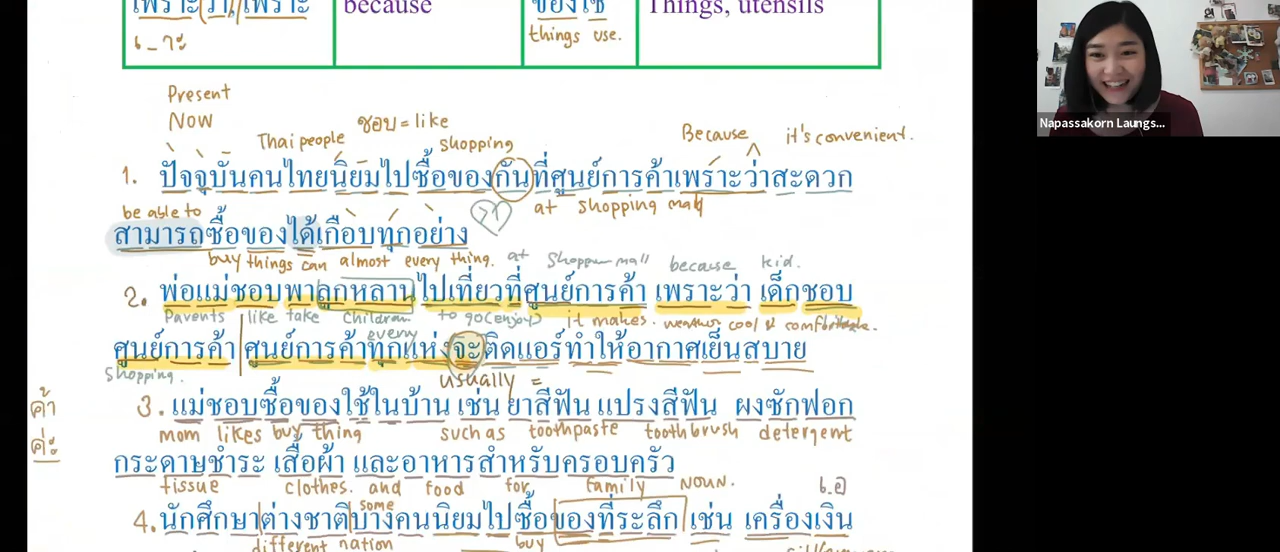 เพราะ(ว่า)/เพราะ because ของใช้ Things, utensils
things use.
Present
Now
Thai people ชอบ = like shopping Because it's convenient.
1. ปัจจุบันคนไทยนิยมไปซื้อของกันที่ศูนย์การค้าเพราะว่าสะดวก
be able to at shopping mall
สามารถซื้อของได้เกือบทุกอย่าง >1
buy things can almost every thing. at shopping mall because kid.
2. พ่อแม่ชอบพาลูกหลานไปเที่ยวที่ศูนย์การค้า เพราะว่า เด็กชอบ
Parents like take children to go(enjoy) it makes. weather cool & comfortable.
every
ศูนย์การค้า ศูนย์การค้าทุกแห่งจะติดแอร์ทำให้อากาศเย็นสบาย
shopping. usually =
ค้า 3. แม่ชอบซื้อของใช้ในบ้าน เช่น ยาสีฟัน แปรงสีฟัน ผงซักฟอก
ค่ะ mom likes buy thing such as toothpaste toothbrush detergent
กระดาษชำระ เสื้อผ้า และอาหารสำหรับครอบครัว
tissue clothes. and food for family NOUN.
some
4. นักศึกษาต่างชาติบางคนนิยมไปซื้อของที่ระลึก เช่น เครื่องเงิน
different nation buy
Napassakorn Laungs...